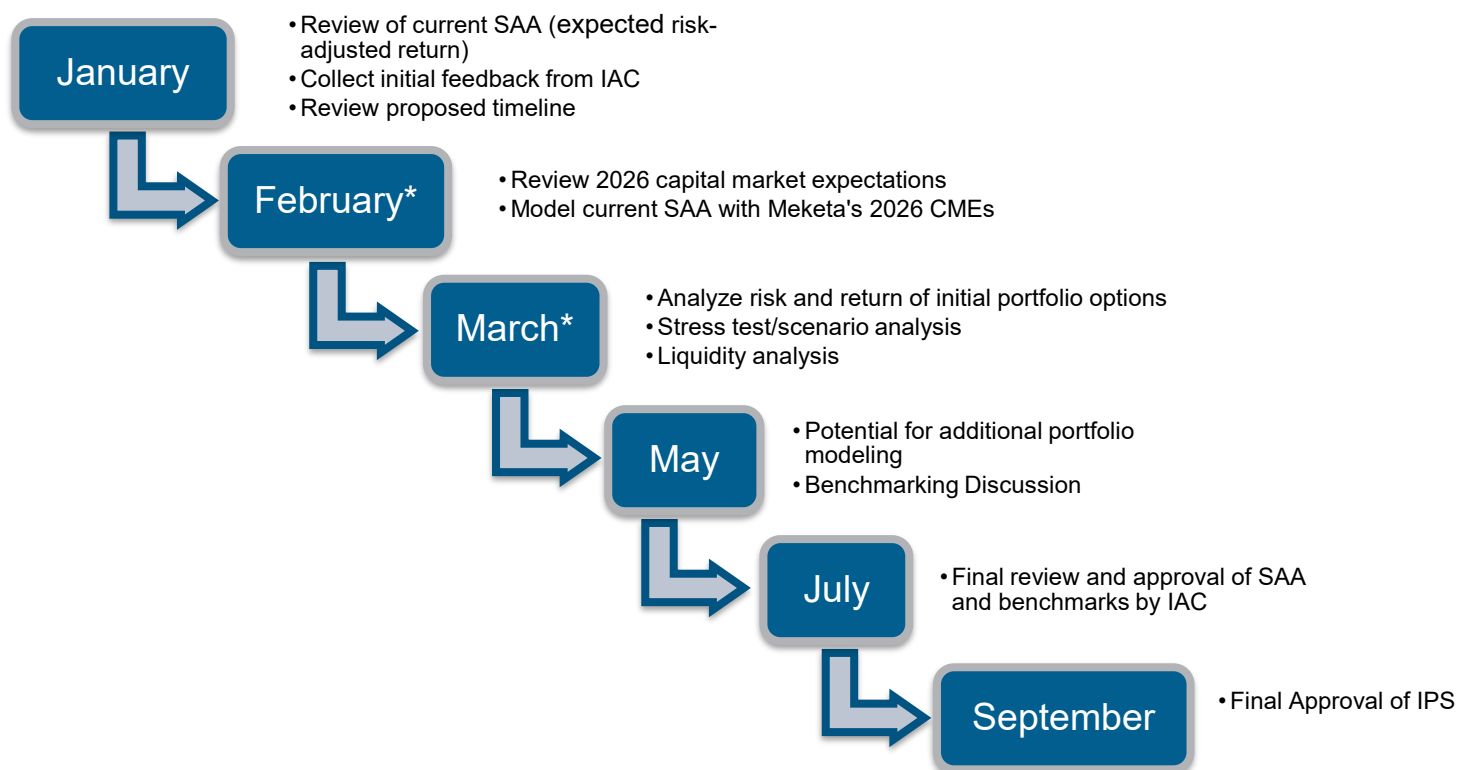 January
• Review of current SAA (expected risk-
adjusted return)
• Collect initial feedback from IAC
• Review proposed timeline
February*
• Review 2026 capital market expectations
• Model current SAA with Meketa's 2026 CMEs
March*
• Analyze risk and return of initial portfolio options
• Stress test/scenario analysis
• Liquidity analysis
May
• Potential for additional portfolio
modeling
• Benchmarking Discussion
July
• Final review and approval of SAA
and benchmarks by IAC
September
• Final Approval of IPS